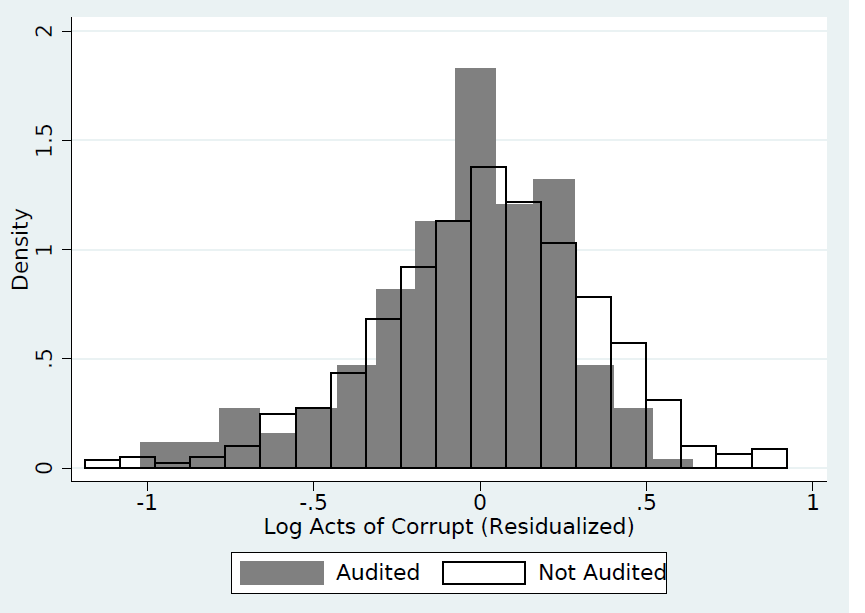 2
1.5
1
.5
0
Density
-1
-.5
0
.5
1
Log Acts of Corrupt (Residualized)
Audited
Not Audited